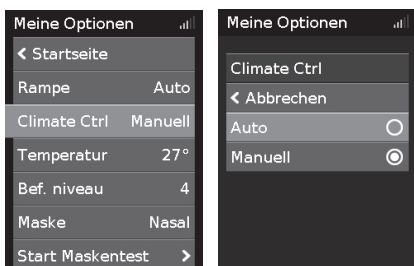 Meine Optionen
< Startseite
Rampe Auto
Climate Ctrl Manuell
Temperatur 27°
Bef. niveau 4
Maske Nasal
Start Maskentest >
Meine Optionen
Climate Ctrl
< Abbrechen
Auto
Manuell